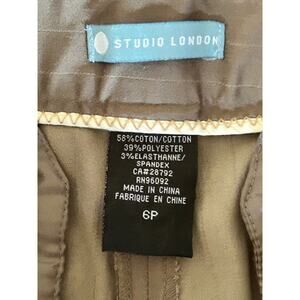 STUDIO LONDON
58%COTON/COTTON
39%POLYESTER
3%ELASTHANNE/
SPANDEX
CA#28792
RN96092
MADE IN CHINA
FABRIQUE EN CHINE
6P